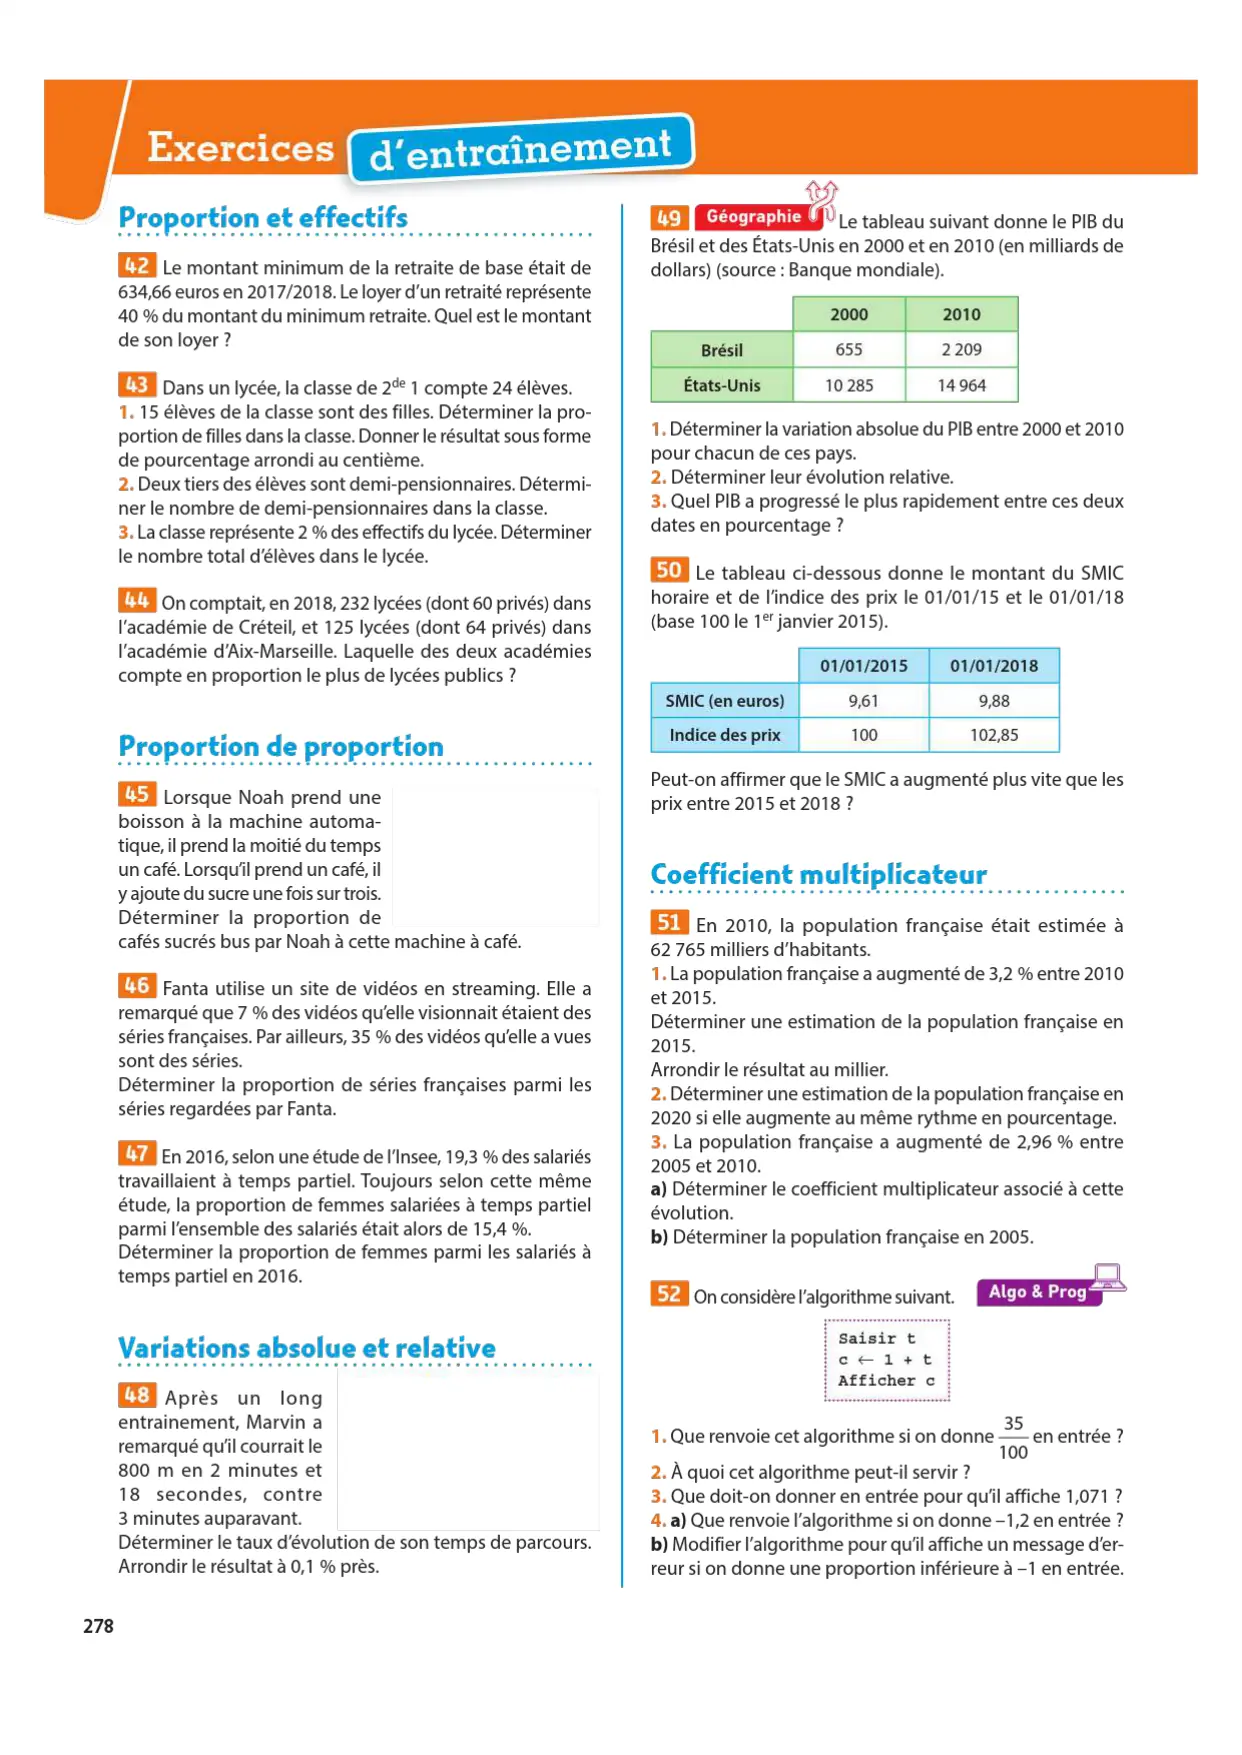 Exercices d'entraînement
Proportion et effectifs
42 Le montant minimum de la retraite de base était de
634,66 euros en 2017/2018. Le loyer d'un retraité représente
40 % du montant du minimum retraite. Quel est le montant
de son loyer ?
43 Dans un lycée, la classe de 2de 1 compte 24 élèves.
1. 15 élèves de la classe sont des filles. Déterminer la pro-
portion de filles dans la classe. Donner le résultat sous forme
de pourcentage arrondi au centième.
2. Deux tiers des élèves sont demi-pensionnaires. Détermi-
ner le nombre de demi-pensionnaires dans la classe.
3. La classe représente 2 % des effectifs du lycée. Déterminer
le nombre total d'élèves dans le lycée.
44 On comptait, en 2018, 232 lycées (dont 60 privés) dans
l'académie de Créteil, et 125 lycées (dont 64 privés) dans
l'académie d'Aix-Marseille. Laquelle des deux académies
compte en proportion le plus de lycées publics ?
Proportion de proportion
45 Lorsque Noah prend une
boisson à la machine automa-
tique, il prend la moitié du temps
un café. Lorsqu'il prend un café, il
y ajoute du sucre une fois sur trois.
Déterminer la proportion de
cafés sucrés bus par Noah à cette machine à café.
46 Fanta utilise un site de vidéos en streaming. Elle a
remarqué que 7 % des vidéos qu'elle visionnait étaient des
séries françaises. Par ailleurs, 35 % des vidéos qu'elle a vues
sont des séries.
Déterminer la proportion de séries françaises parmi les
séries regardées par Fanta.
47 En 2016, selon une étude de l'Insee, 19,3 % des salariés
travaillaient à temps partiel. Toujours selon cette même
étude, la proportion de femmes salariées à temps partiel
parmi l'ensemble des salariés était alors de 15,4 %.
Déterminer la proportion de femmes parmi les salariés à
temps partiel en 2016.
Variations absolue et relative
48 Après un long
entrainement, Marvin a
remarqué qu'il courrait le
800 m en 2 minutes et
18 secondes, contre
3 minutes auparavant.
Déterminer le taux d'évolution de son temps de parcours.
Arrondir le résultat à 0,1 % près.
49 Géographie Le tableau suivant donne le PIB du
Brésil et des États-Unis en 2000 et en 2010 (en milliards de
dollars) (source : Banque mondiale).
2000 2010
Brésil 655 2 209
États-Unis 10 285 14 964
1. Déterminer la variation absolue du PIB entre 2000 et 2010
pour chacun de ces pays.
2. Déterminer leur évolution relative.
3. Quel PIB a progressé le plus rapidement entre ces deux
dates en pourcentage ?
50 Le tableau ci-dessous donne le montant du SMIC
horaire et de l'indice des prix le 01/01/15 et le 01/01/18
(base 100 le 1er janvier 2015).
01/01/2015 01/01/2018
SMIC (en euros) 9,61 9,88
Indice des prix 100 102,85
Peut-on affirmer que le SMIC a augmenté plus vite que les
prix entre 2015 et 2018 ?
Coefficient multiplicateur
51 En 2010, la population française était estimée à
62 765 milliers d'habitants.
1. La population française a augmenté de 3,2 % entre 2010
et 2015.
Déterminer une estimation de la population française en
2015.
Arrondir le résultat au millier.
2. Déterminer une estimation de la population française en
2020 si elle augmente au même rythme en pourcentage.
3. La population française a augmenté de 2,96 % entre
2005 et 2010.
a) Déterminer le coefficient multiplicateur associé à cette
évolution.
b) Déterminer la population française en 2005.
52 On considère l'algorithme suivant. Algo & Prog
Saisir t
c ← 1 + t
Afficher c
1. Que renvoie cet algorithme si on donne 35/100 en entrée ?
2. À quoi cet algorithme peut-il servir ?
3. Que doit-on donner en entrée pour qu'il affiche 1,071 ?
4. a) Que renvoie l'algorithme si on donne –1,2 en entrée ?
b) Modifier l'algorithme pour qu'il affiche un message d'er-
reur si on donne une proportion inférieure à –1 en entrée.
278